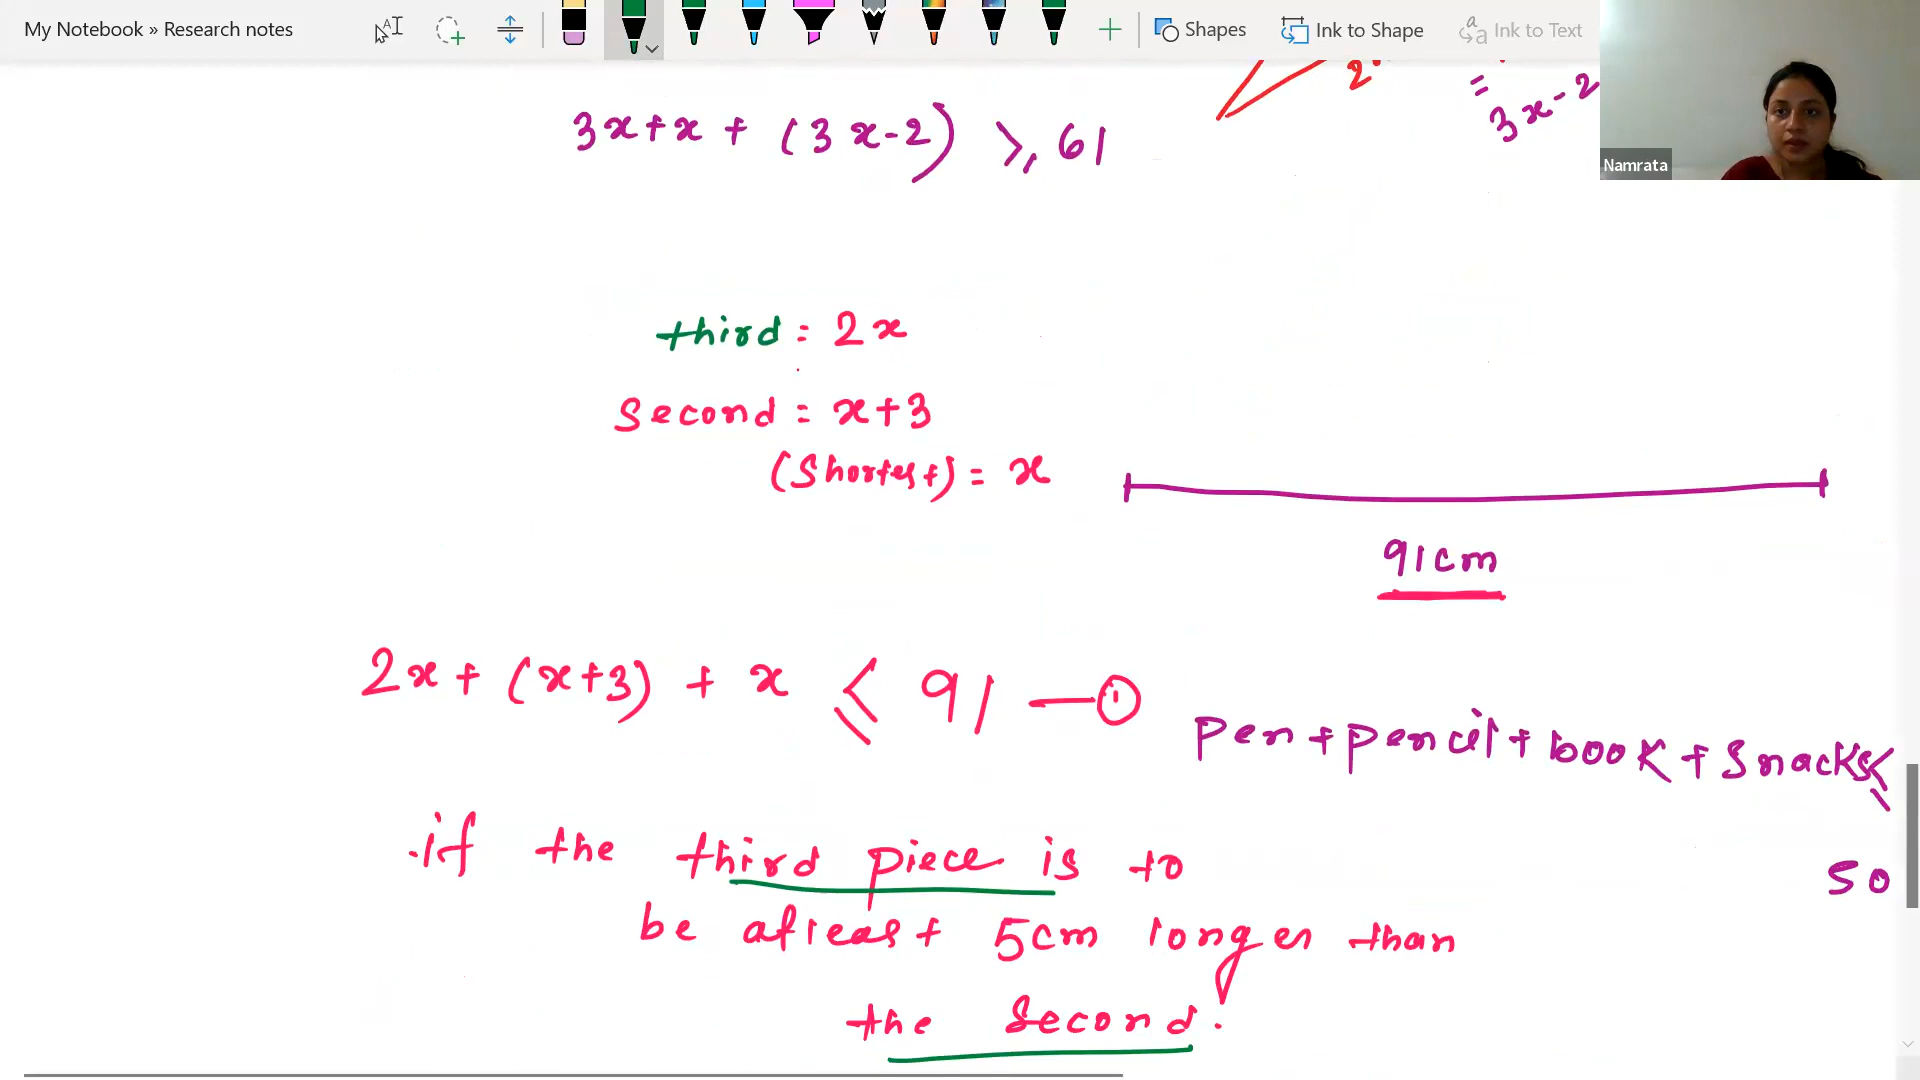 My Notebook » Research notes
Shapes
Ink to Shape
Ink to Text
Namrata
3x+x + (3x-2) ≥ 61
2
= 3x-2
third : 2x
Second = x+3
(Shortest) = x
91cm
2x + (x+3) + x ≤ 91 —①
Pen + pencil + book + Snacks ≤
50
if the third piece is to
be atleast 5cm longer than
the Second.